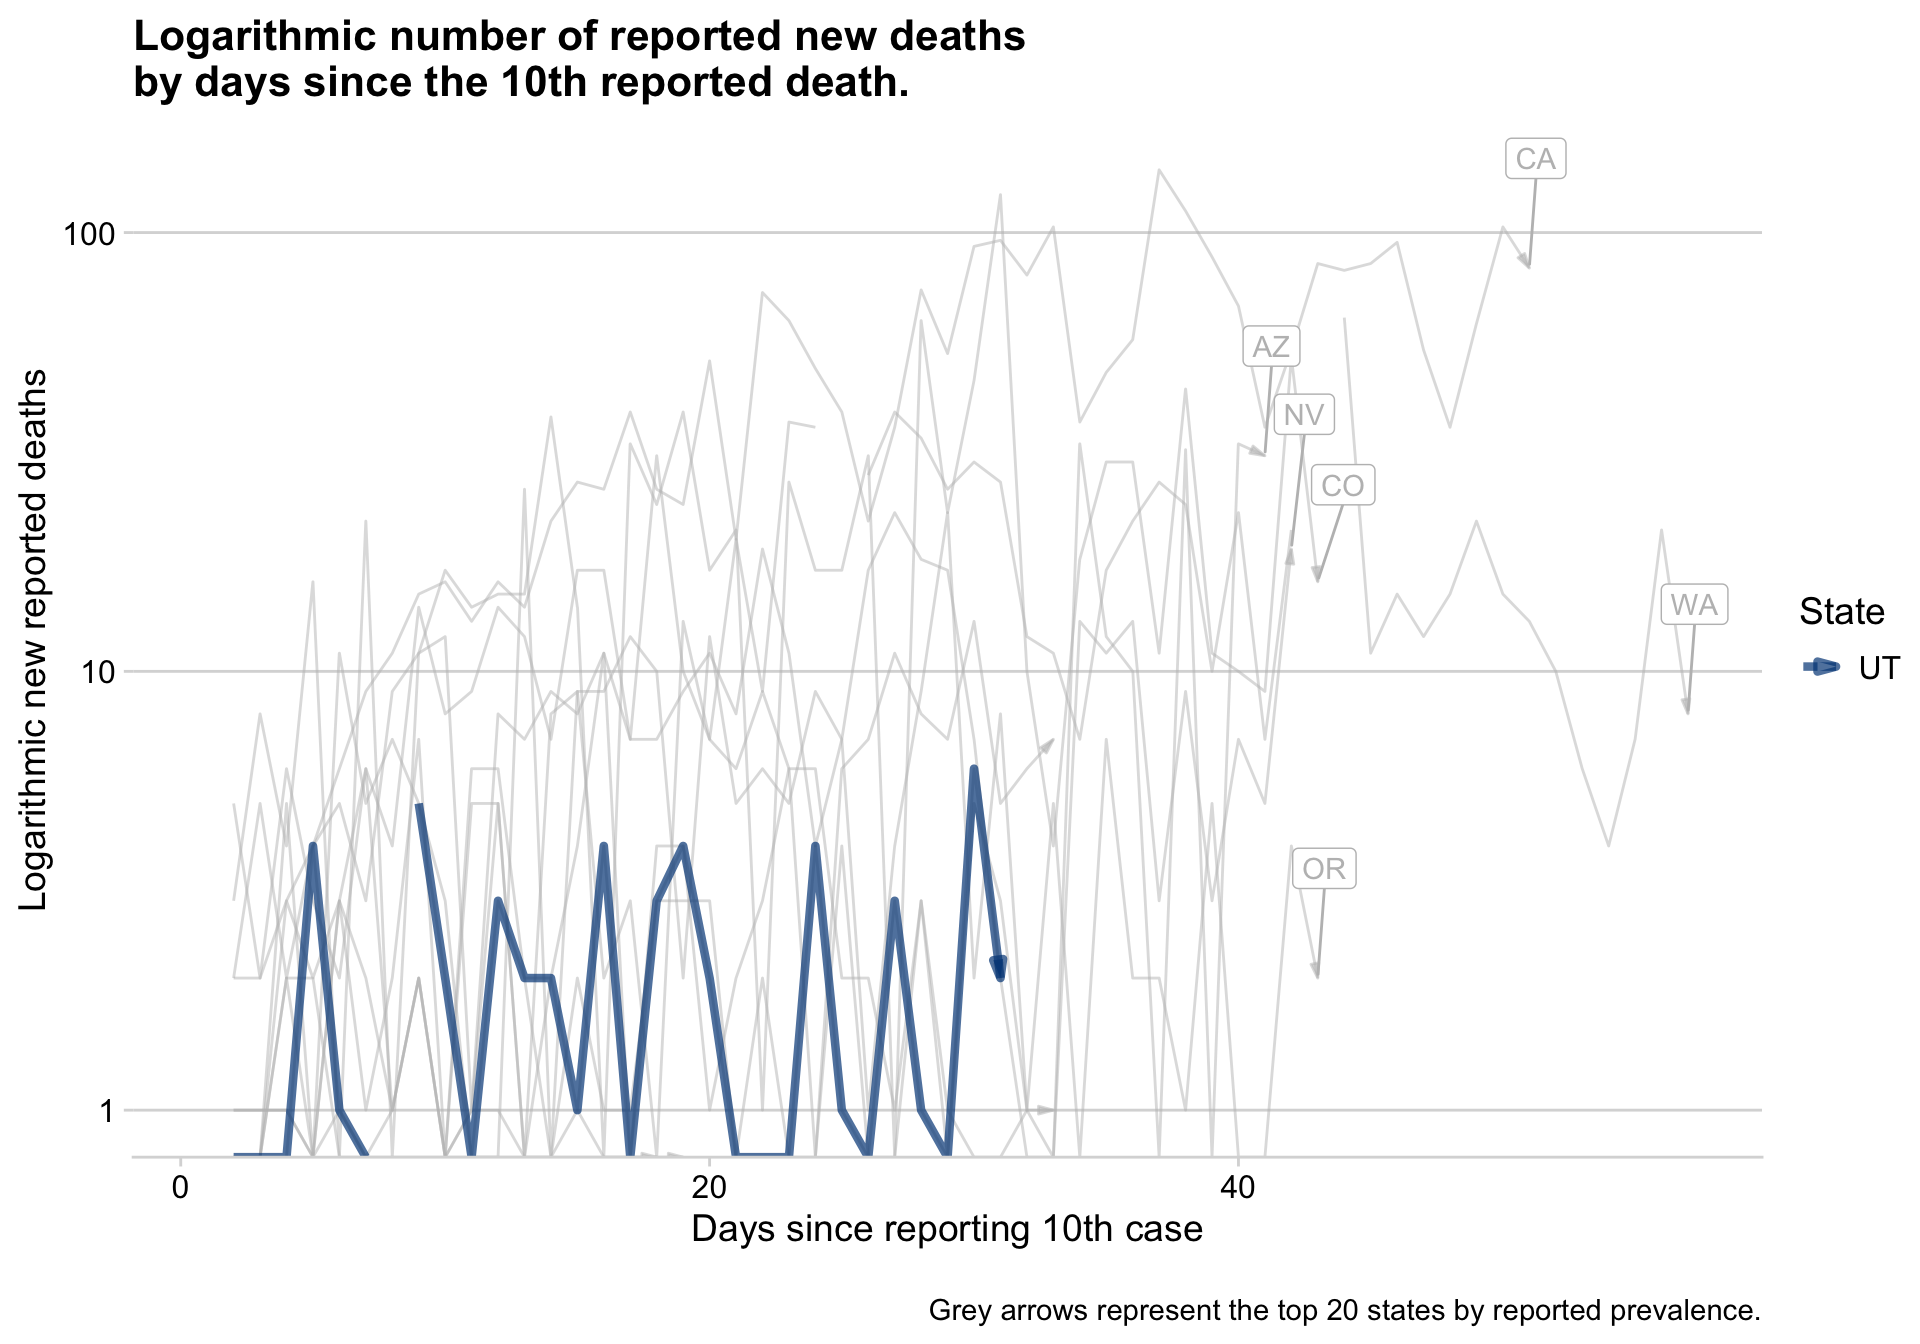 Logarithmic number of reported new deaths
by days since the 10th reported death.
CA
100
AZ
NV
CO
WA
State
UT
10
OR
1
Logarithmic new reported deaths
0
20
40
Days since reporting 10th case
Grey arrows represent the top 20 states by reported prevalence.